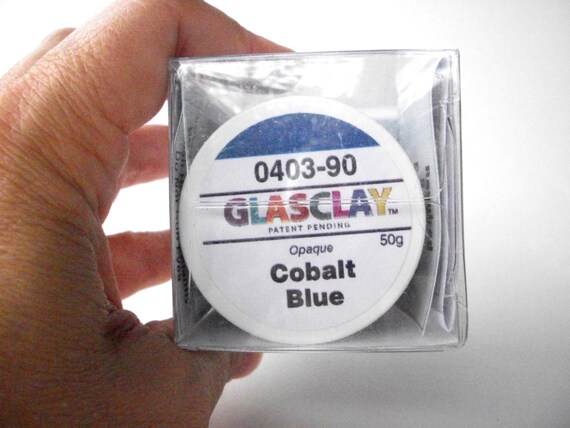 0403-90
GLASCLAY™
PATENT PENDING
Opaque 50g
Cobalt
Blue